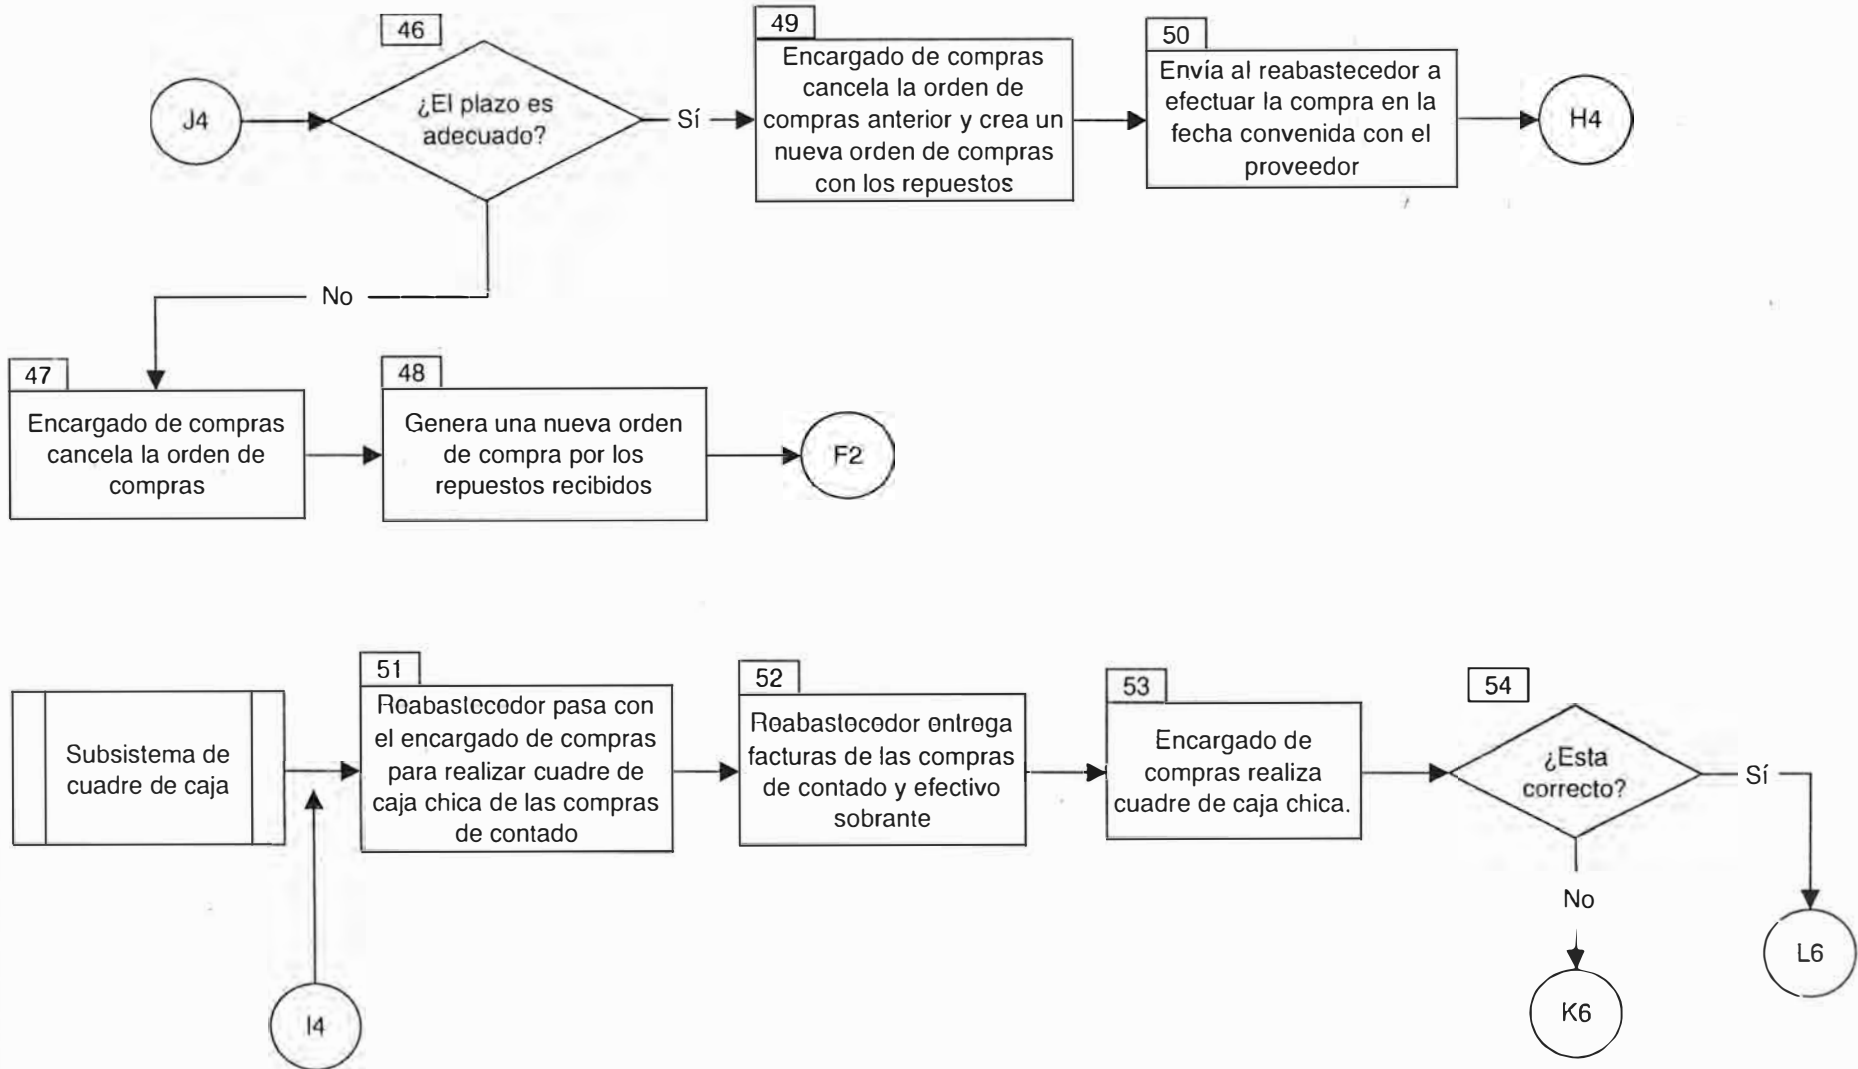 46
J4
¿El plazo es
adecuado?
Sí
49
Encargado de compras
cancela la orden de
compras anterior y crea un
nueva orden de compras
con los repuestos
50
Envía al reabastecedor a
efectuar la compra en la
fecha convenida con el
proveedor
H4
No
47
Encargado de compras
cancela la orden de
compras
48
Genera una nueva orden
de compra por los
repuestos recibidos
F2
Subsistema de
cuadre de caja
I4
51
Reabastecedor pasa con
el encargado de compras
para realizar cuadre de
caja chica de las compras
de contado
52
Reabastecedor entrega
facturas de las compras
de contado y efectivo
sobrante
53
Encargado de
compras realiza
cuadre de caja chica.
54
¿Esta
correcto?
Sí
No
L6
K6